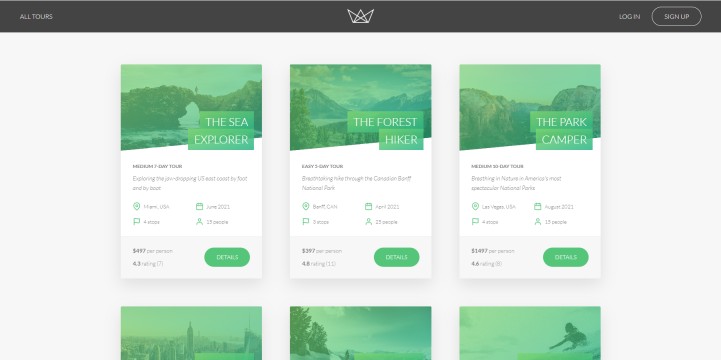 ALL TOURS
LOG IN
SIGN UP
THE SEA
EXPLORER
MEDIUM 7-DAY TOUR
Exploring the jaw-dropping US east coast by foot
and by boat
Miami, USA
June 2021
4 stops
15 people
$497 per person
4.3 rating (7)
DETAILS
THE FOREST
HIKER
EASY 5-DAY TOUR
Breathtaking hike through the Canadian Banff
National Park
Banff, CAN
April 2021
3 stops
25 people
$397 per person
4.8 rating (11)
DETAILS
THE PARK
CAMPER
MEDIUM 10-DAY TOUR
Breathing in Nature in America's most
spectacular National Parks
Las Vegas, USA
August 2021
4 stops
15 people
$1497 per person
4.6 rating (8)
DETAILS